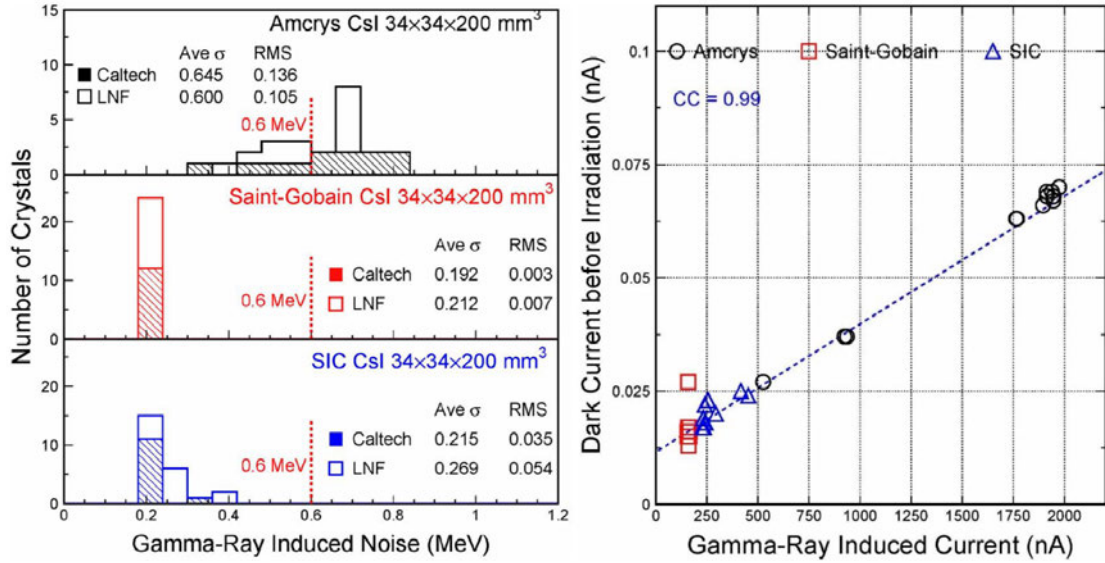 Amcrys CsI 34×34×200 mm³
Ave σ RMS
Caltech 0.645 0.136
LNF 0.600 0.105
0.6 MeV
15
10
5
0
Saint-Gobain CsI 34×34×200 mm³
Ave σ RMS
Caltech 0.192 0.003
LNF 0.212 0.007
0.6 MeV
20
10
0
SIC CsI 34×34×200 mm³
Ave σ RMS
Caltech 0.215 0.035
LNF 0.269 0.054
0.6 MeV
20
10
0
Number of Crystals
0 0.2 0.4 0.6 0.8 1 1.2
Gamma-Ray Induced Noise (MeV)
Amcrys Saint-Gobain SIC
CC = 0.99
0.1
0.075
0.05
0.025
0
Dark Current before Irradiation (nA)
0 250 500 750 1000 1250 1500 1750 2000
Gamma-Ray Induced Current (nA)